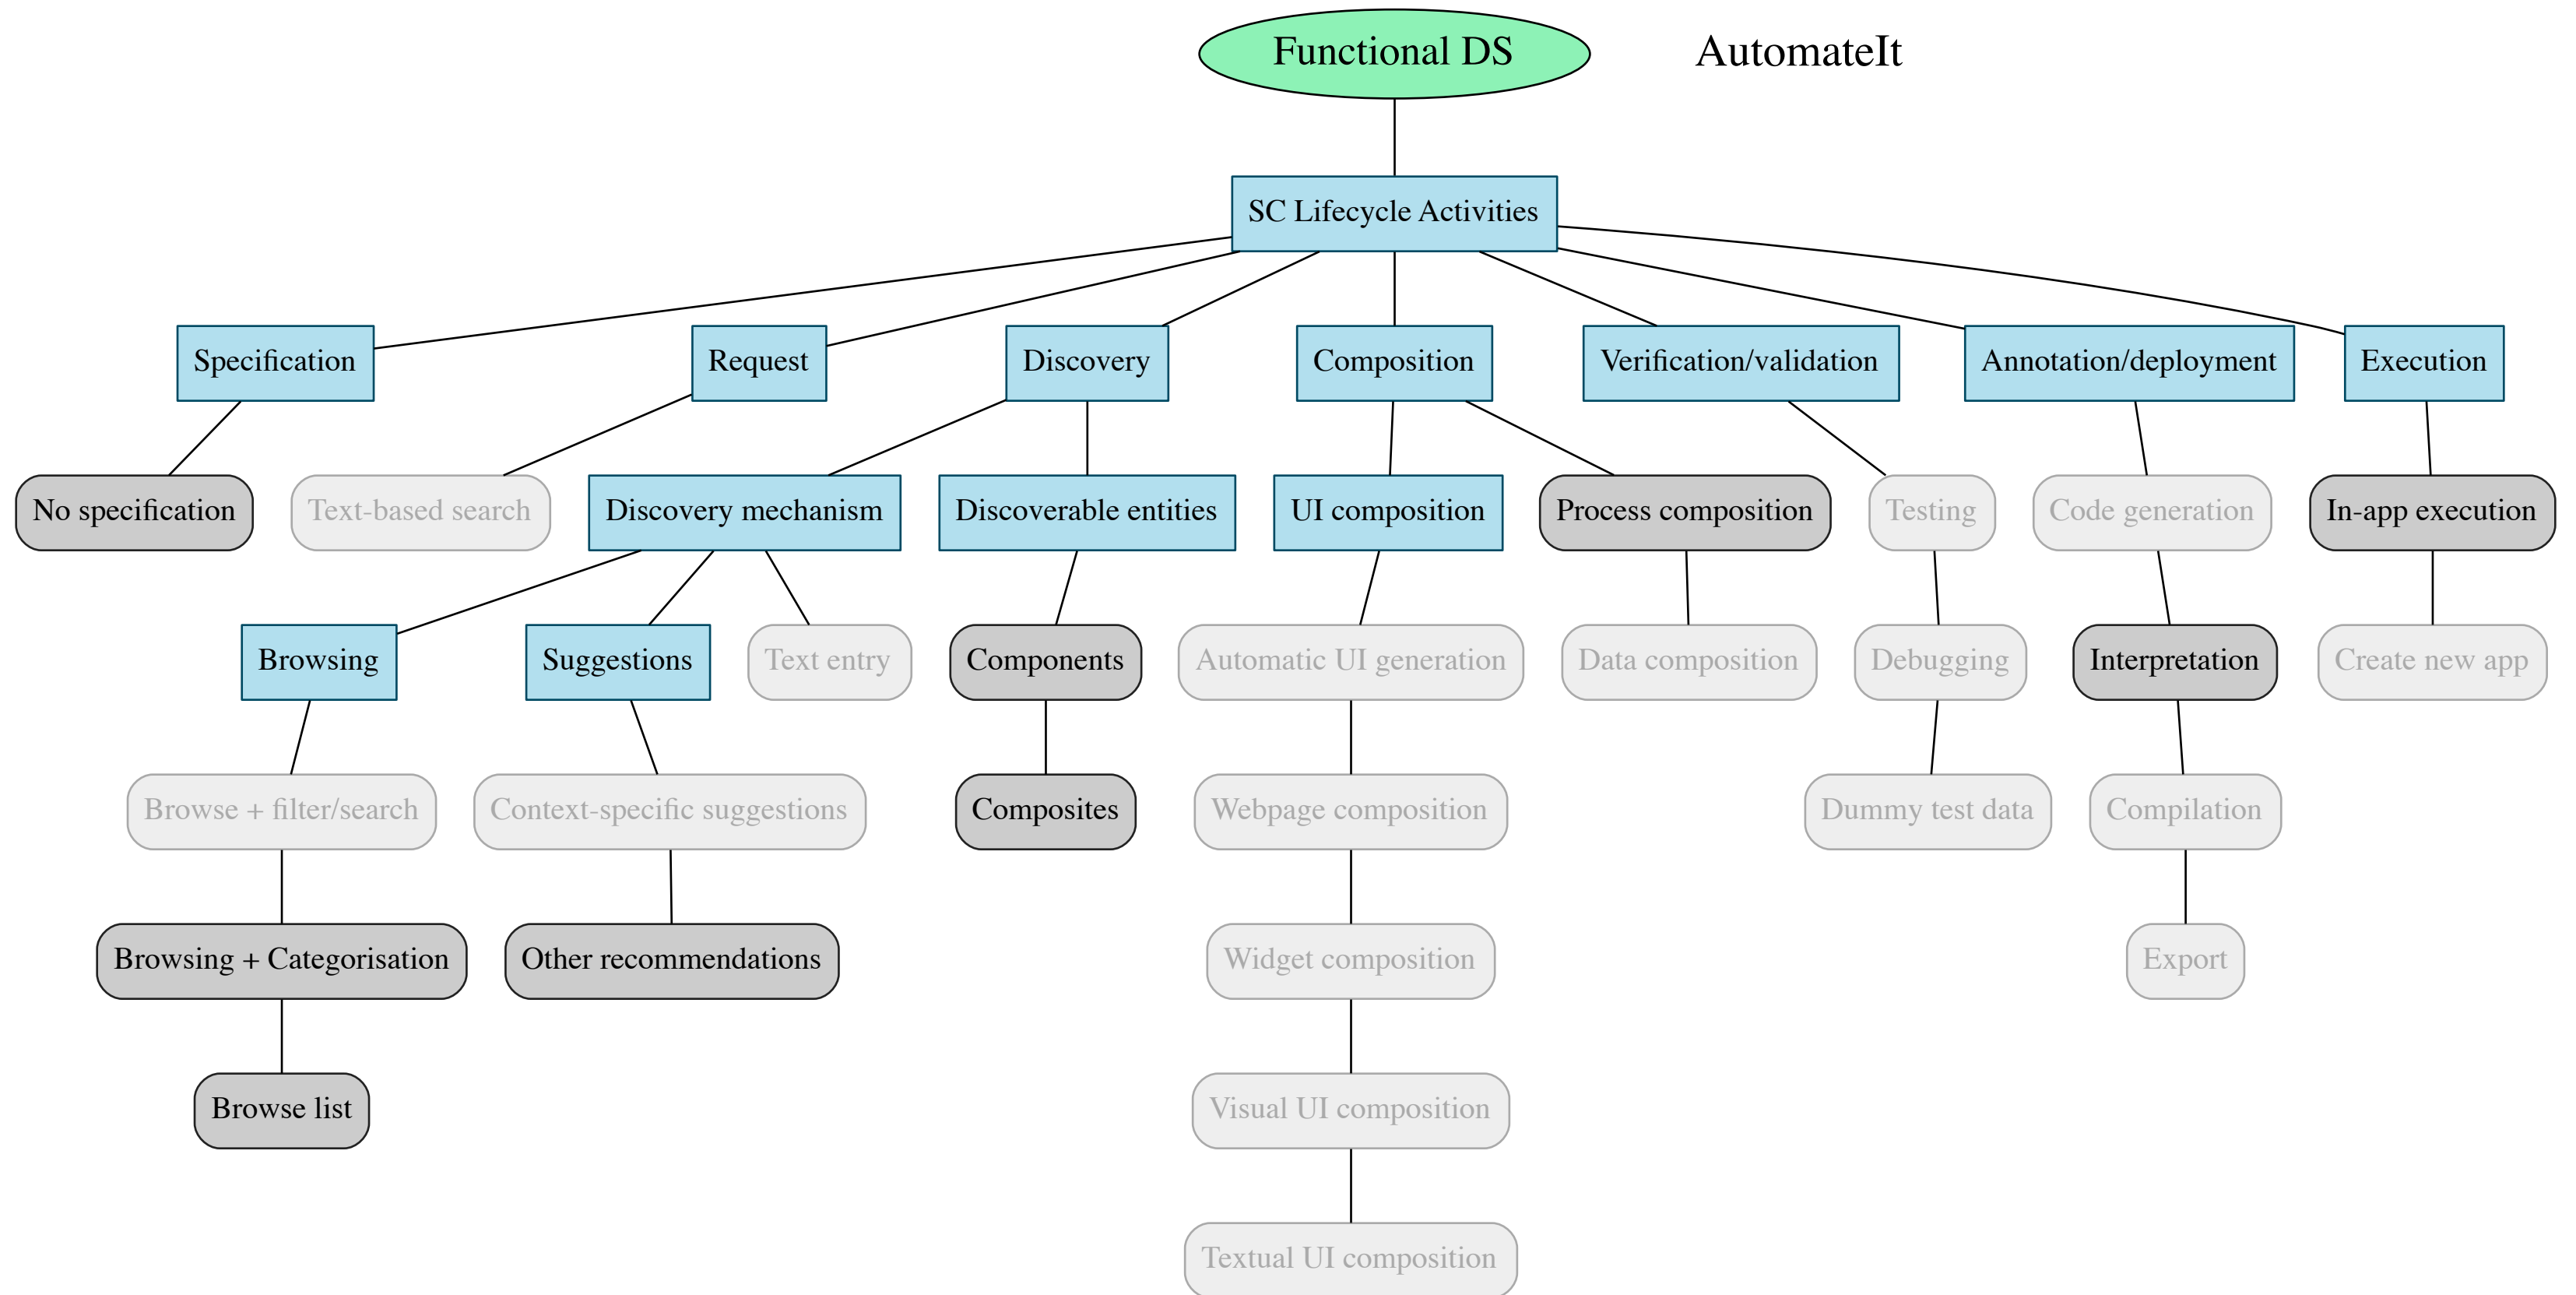 Functional DS
AutomateIt
SC Lifecycle Activities
Specification
Request
Discovery
Composition
Verification/validation
Annotation/deployment
Execution
No specification
Text-based search
Discovery mechanism
Discoverable entities
UI composition
Process composition
Testing
Code generation
In-app execution
Browsing
Suggestions
Text entry
Components
Automatic UI generation
Data composition
Debugging
Interpretation
Create new app
Browse + filter/search
Context-specific suggestions
Composites
Webpage composition
Dummy test data
Compilation
Browsing + Categorisation
Other recommendations
Widget composition
Export
Browse list
Visual UI composition
Textual UI composition